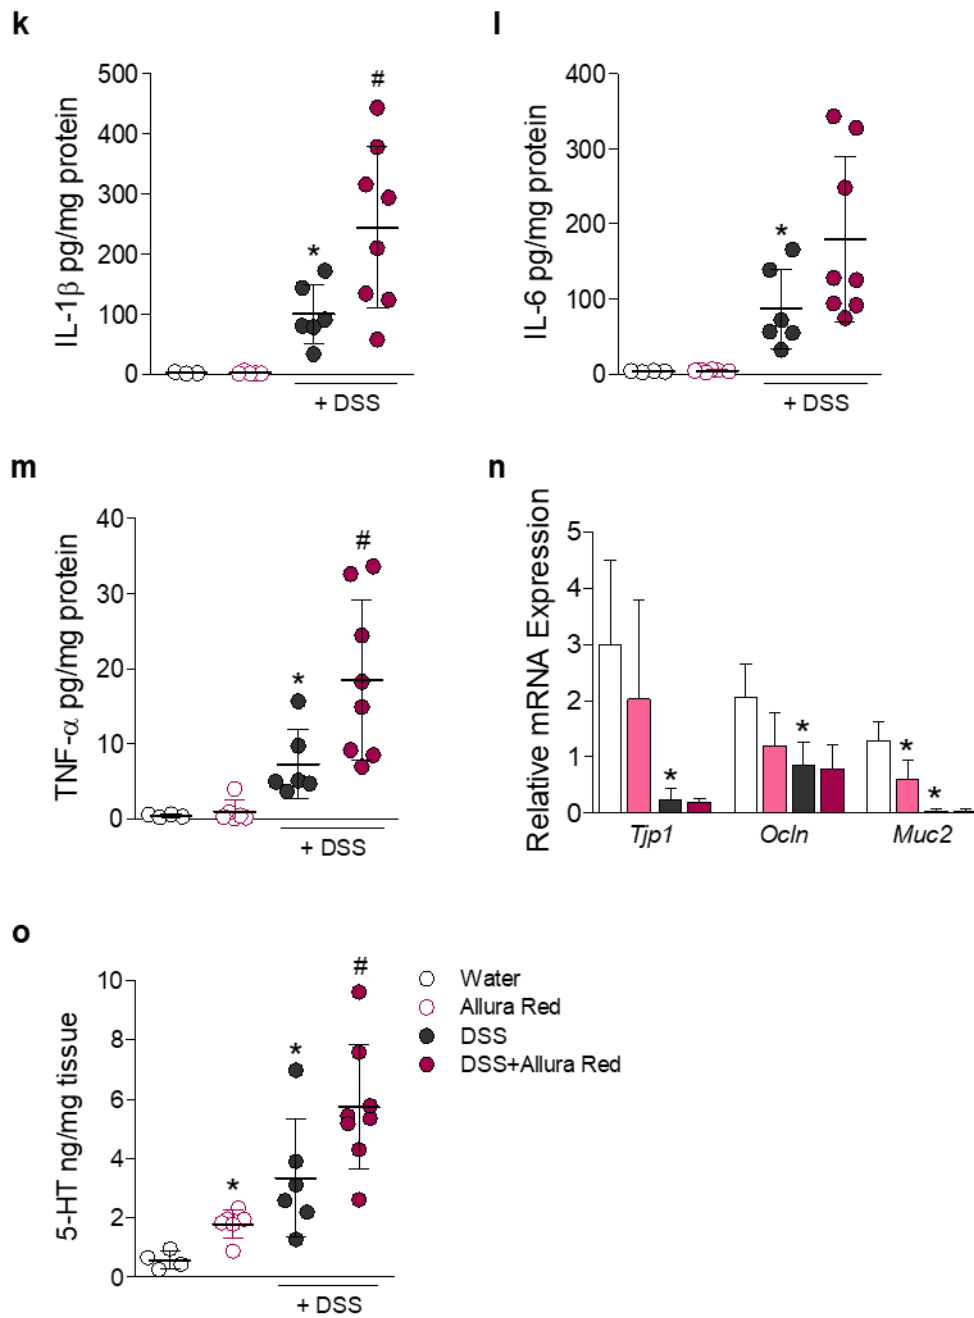 k
IL-1β pg/mg protein
500
400
300
200
100
0
*
#
+ DSS
l
IL-6 pg/mg protein
400
300
200
100
0
*
+ DSS
m
TNF-α pg/mg protein
40
30
20
10
0
*
#
+ DSS
n
Relative mRNA Expression
5
4
3
2
1
0
*
*
*
*
Tjp1
Ocln
Muc2
o
5-HT ng/mg tissue
10
8
6
4
2
0
*
*
#
+ DSS
Water
Allura Red
DSS
DSS+Allura Red